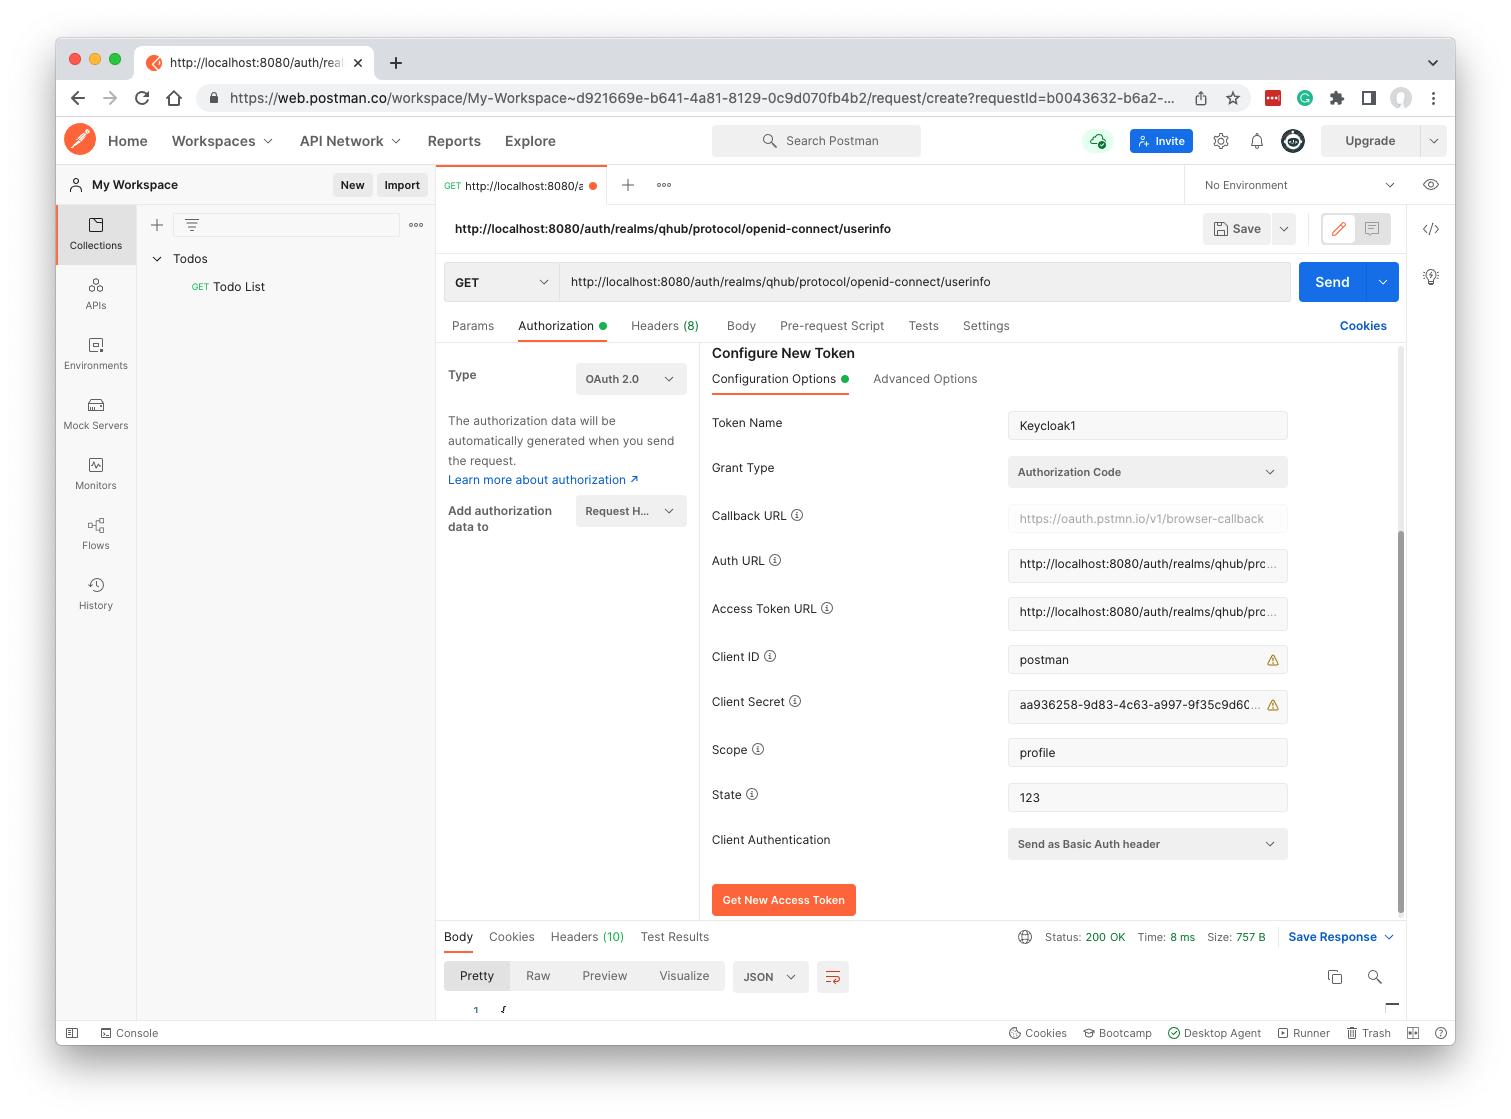 http://localhost:8080/auth/rea
https://web.postman.co/workspace/My-Workspace~d921669e-b641-4a81-8129-0c9d070fb4b2/request/create?requestId=b0043632-b6a2-...
Home Workspaces API Network Reports Explore Search Postman Invite Upgrade
My Workspace New Import GET http://localhost:8080/a No Environment
Collections
Todos
GET Todo List
APIs
Environments
Mock Servers
Monitors
Flows
History
http://localhost:8080/auth/realms/qhub/protocol/openid-connect/userinfo Save
GET http://localhost:8080/auth/realms/qhub/protocol/openid-connect/userinfo Send
Params Authorization Headers (8) Body Pre-request Script Tests Settings Cookies
Type OAuth 2.0
The authorization data will be
automatically generated when you send
the request.
Learn more about authorization ↗
Add authorization
data to
Request H...
Configure New Token
Configuration Options Advanced Options
Token Name Keycloak1
Grant Type Authorization Code
Callback URL https://oauth.pstmn.io/v1/browser-callback
Auth URL http://localhost:8080/auth/realms/qhub/prc...
Access Token URL http://localhost:8080/auth/realms/qhub/prc...
Client ID postman
Client Secret aa936258-9d83-4c63-a997-9f35c9d60...
Scope profile
State 123
Client Authentication Send as Basic Auth header
Get New Access Token
Body Cookies Headers (10) Test Results Status: 200 OK Time: 8 ms Size: 757 B Save Response
Pretty Raw Preview Visualize JSON
1 {
Console Cookies Bootcamp Desktop Agent Runner Trash